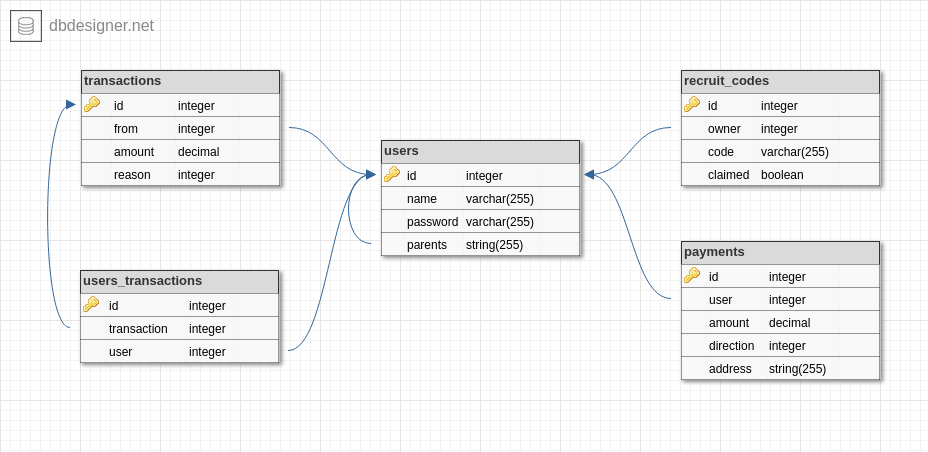 dbdesigner.net
transactions
id integer
from integer
amount decimal
reason integer
users_transactions
id integer
transaction integer
user integer
users
id integer
name varchar(255)
password varchar(255)
parents string(255)
recruit_codes
id integer
owner integer
code varchar(255)
claimed boolean
payments
id integer
user integer
amount decimal
direction integer
address string(255)